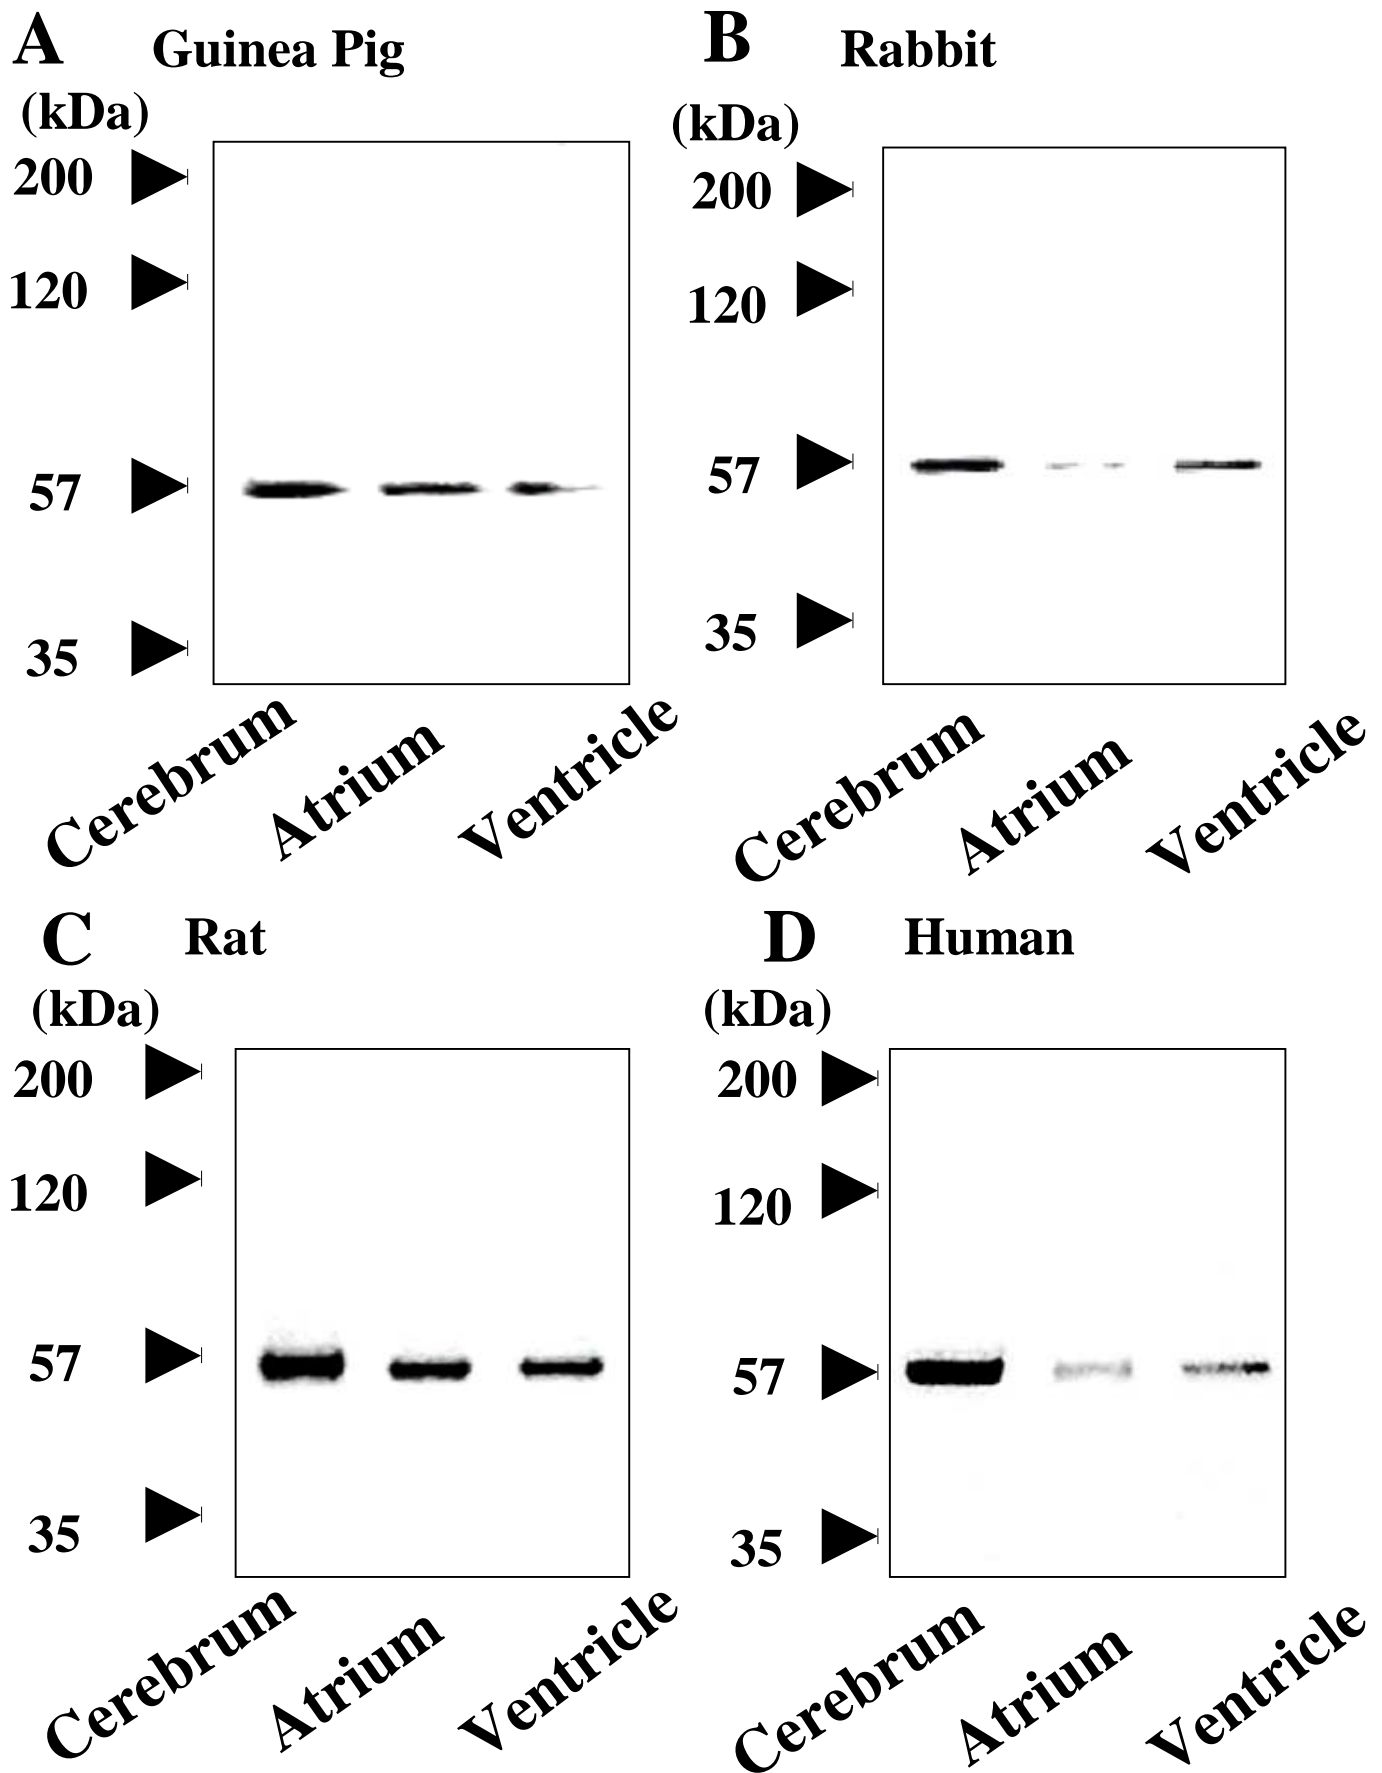 A Guinea Pig
(kDa)
200
120
57
35
Cerebrum Atrium Ventricle
B Rabbit
(kDa)
200
120
57
35
Cerebrum Atrium Ventricle
C Rat
(kDa)
200
120
57
35
Cerebrum Atrium Ventricle
D Human
(kDa)
200
120
57
35
Cerebrum Atrium Ventricle